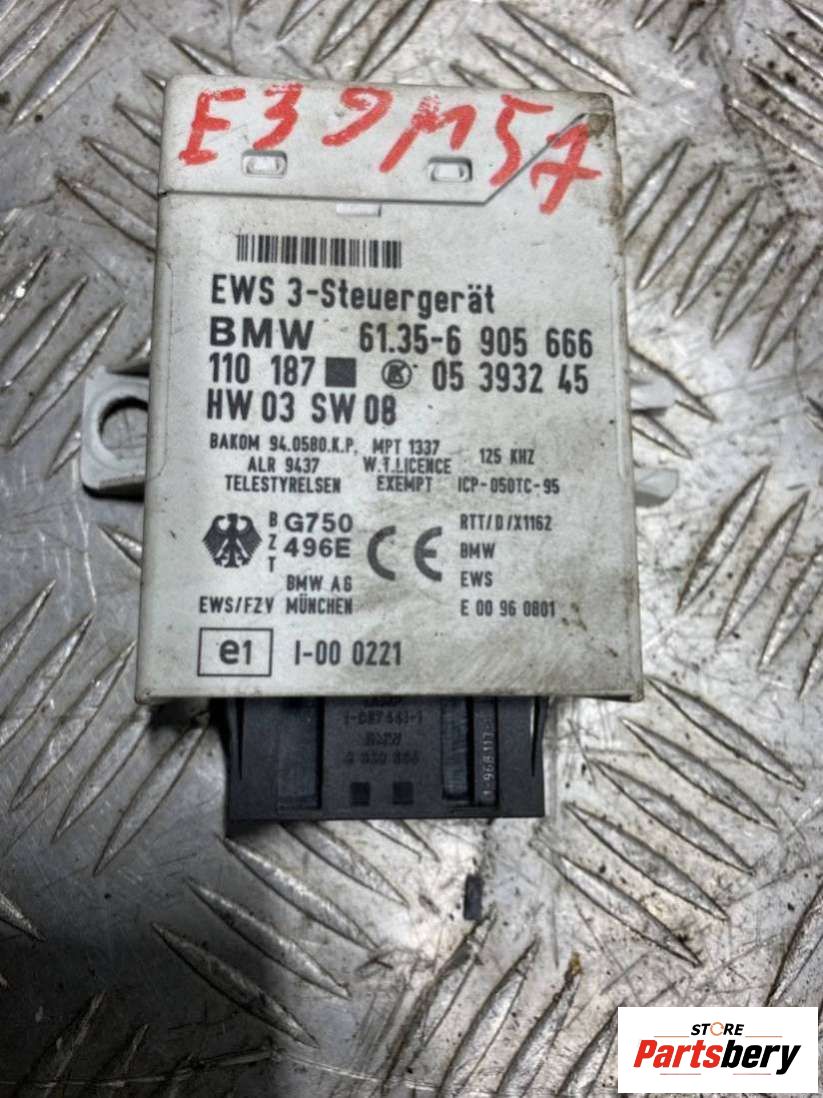 E39 M57
EWS 3-Steuergerät
BMW 61.35-6 905 666
110 187 05 3932 45
HW 03 SW 08
BAKOM 94.0580.K.P. MPT 1337 125 KHZ
ALR 9437 W.T.LICENCE
TELESTYRELSEN EXEMPT ICP-050TC-95
BZT G750 496E CE RTT/D/X1162
BMW
EWS
BMW AG
EWS/FZV MÜNCHEN E 00 96 0801
e1 I-00 0221
STORE
Partsbery